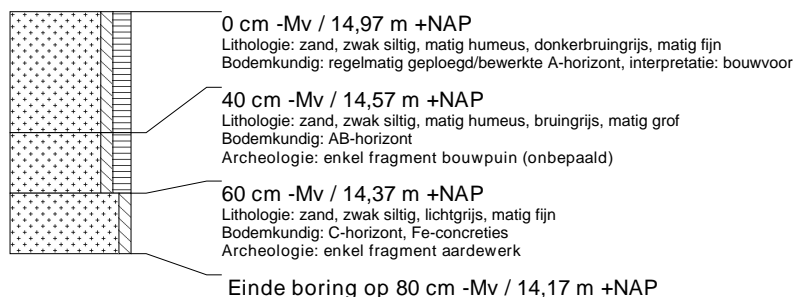 0 cm -Mv / 14,97 m +NAP
Lithologie: zand, zwak siltig, matig humeus, donkerbruingrijs, matig fijn
Bodemkundig: regelmatig geploegd/bewerkte A-horizont, interpretatie: bouwvoor
40 cm -Mv / 14,57 m +NAP
Lithologie: zand, zwak siltig, matig humeus, bruingrijs, matig grof
Bodemkundig: AB-horizont
Archeologie: enkel fragment bouwpuin (onbepaald)
60 cm -Mv / 14,37 m +NAP
Lithologie: zand, zwak siltig, lichtgrijs, matig fijn
Bodemkundig: C-horizont, Fe-concreties
Archeologie: enkel fragment aardewerk
Einde boring op 80 cm -Mv / 14,17 m +NAP